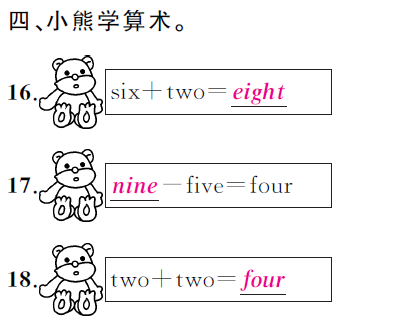 四、小熊学算术。
16. six＋two＝eight
17. nine－five＝four
18. two＋two＝four